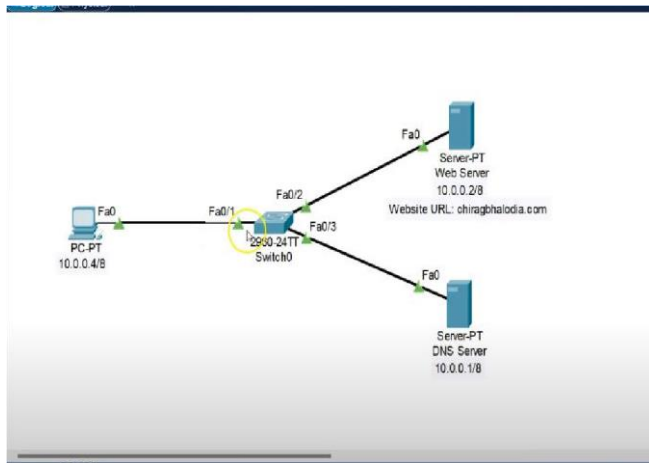 Fa0
Server-PT
Web Server
10.0.0.2/8
Website URL: chiragbhalodia.com
Fa0/2
Fa0
Fa0/1
Fa0/3
PC-PT
10.0.0.4/8
2960-24TT
Switch0
Fa0
Server-PT
DNS Server
10.0.0.1/8